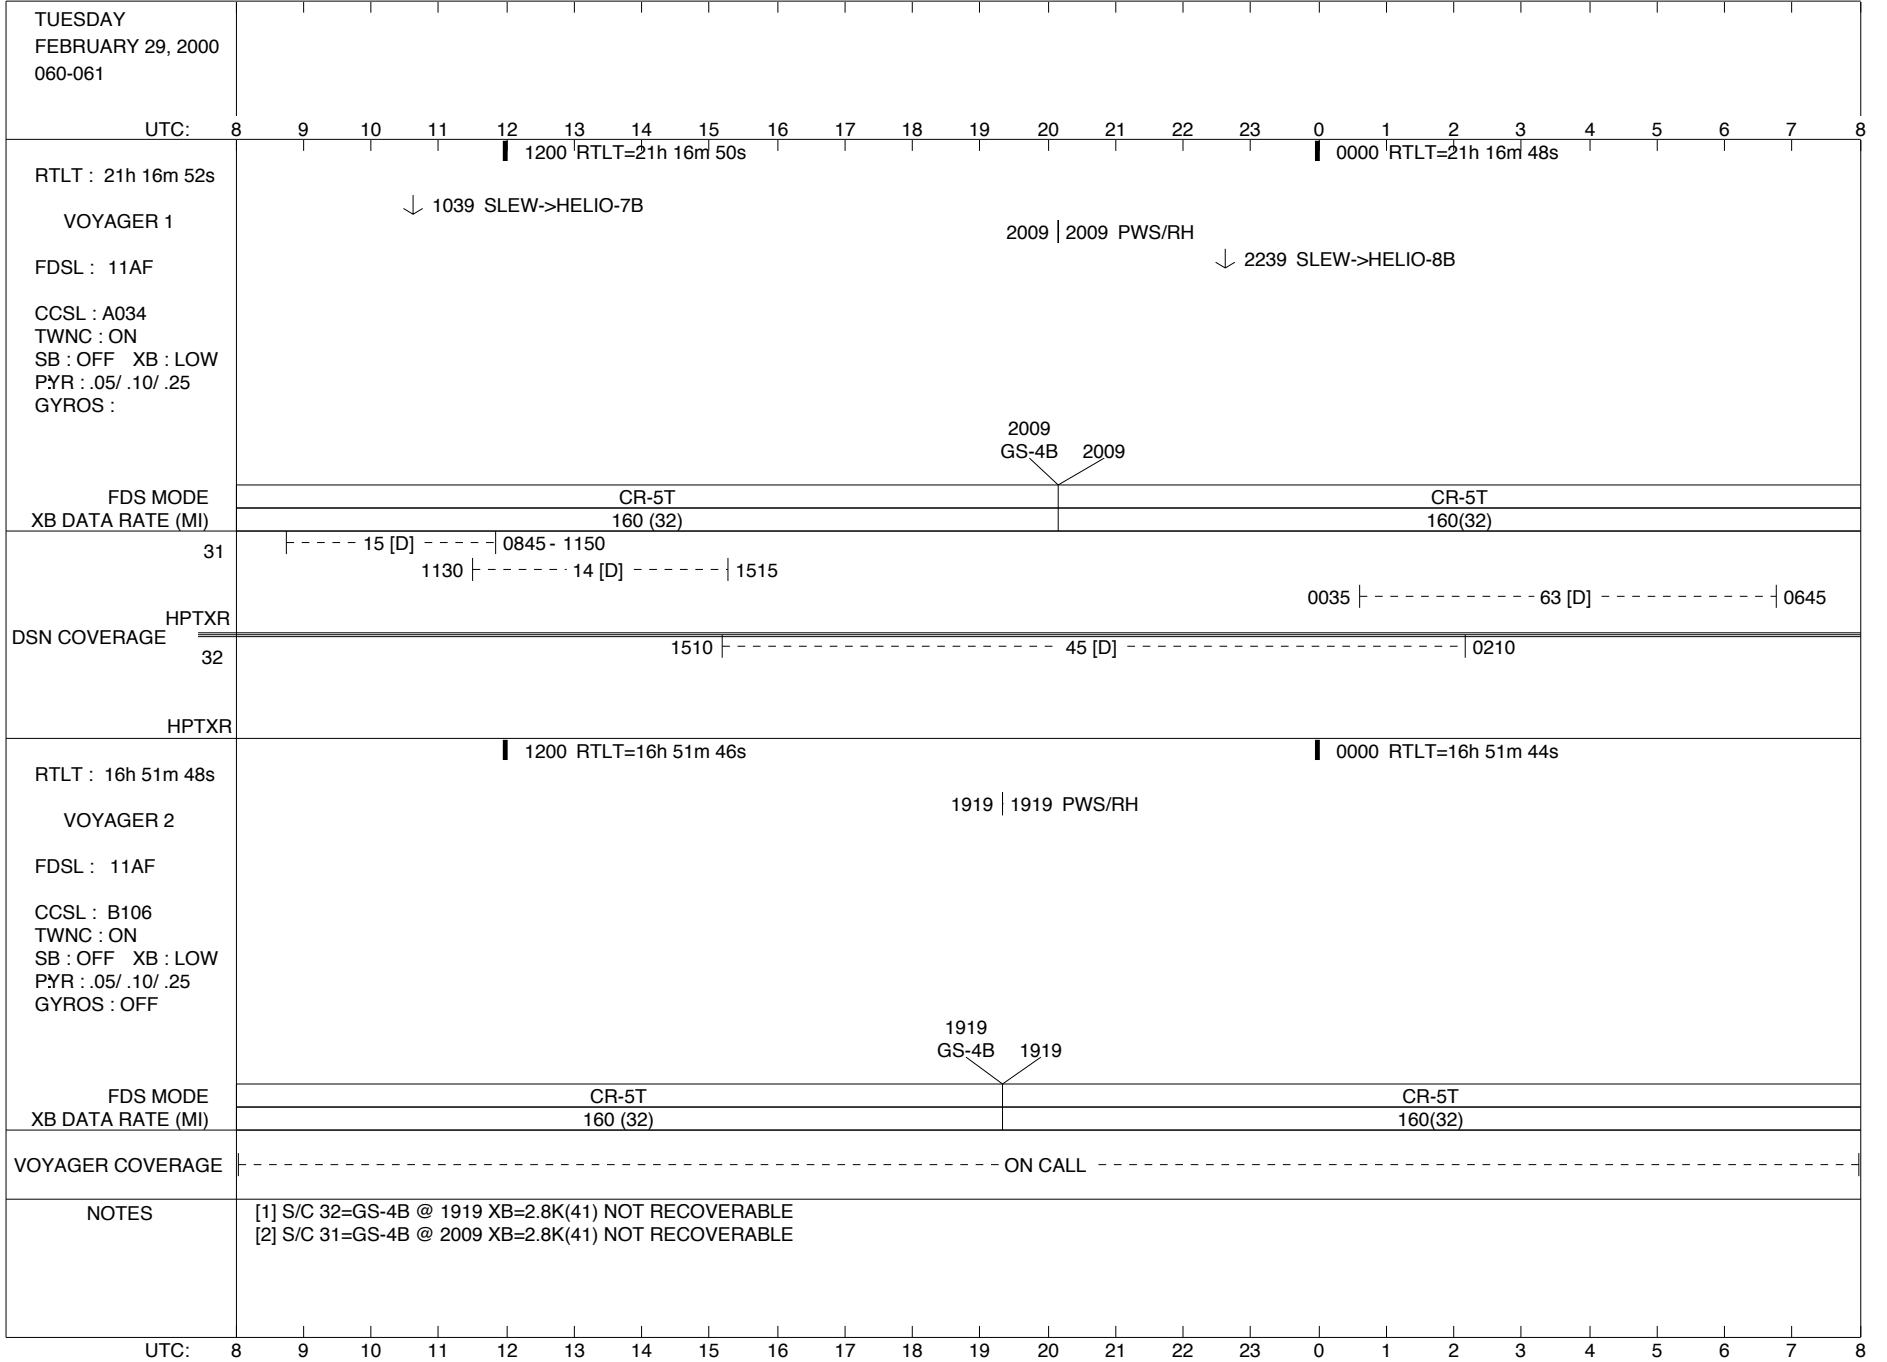 TUESDAY
FEBRUARY 29, 2000
060-061
UTC: 8 9 10 11 12 13 14 15 16 17 18 19 20 21 22 23 0 1 2 3 4 5 6 7 8
1200 RTLT=21h 16m 50s 0000 RTLT=21h 16m 48s
RTLT : 21h 16m 52s
1039 SLEW->HELIO-7B
VOYAGER 1
2009 2009 PWS/RH
2239 SLEW->HELIO-8B
FDSL : 11AF
CCSL : A034
TWNC : ON
SB : OFF XB : LOW
P:YR : .05/ .10/ .25
GYROS :
2009
GS-4B 2009
FDS MODE CR-5T CR-5T
XB DATA RATE (MI) 160 (32) 160(32)
31 15 [D] 0845 - 1150
1130 14 [D] 1515
0035 63 [D] 0645
HPTXR
DSN COVERAGE
1510 45 [D] 0210
32
HPTXR
1200 RTLT=16h 51m 46s 0000 RTLT=16h 51m 44s
RTLT : 16h 51m 48s
1919 1919 PWS/RH
VOYAGER 2
FDSL : 11AF
CCSL : B106
TWNC : ON
SB : OFF XB : LOW
P:YR : .05/ .10/ .25
GYROS : OFF
1919
GS-4B 1919
FDS MODE CR-5T CR-5T
XB DATA RATE (MI) 160 (32) 160(32)
VOYAGER COVERAGE ON CALL
NOTES [1] S/C 32=GS-4B @ 1919 XB=2.8K(41) NOT RECOVERABLE
[2] S/C 31=GS-4B @ 2009 XB=2.8K(41) NOT RECOVERABLE
UTC: 8 9 10 11 12 13 14 15 16 17 18 19 20 21 22 23 0 1 2 3 4 5 6 7 8